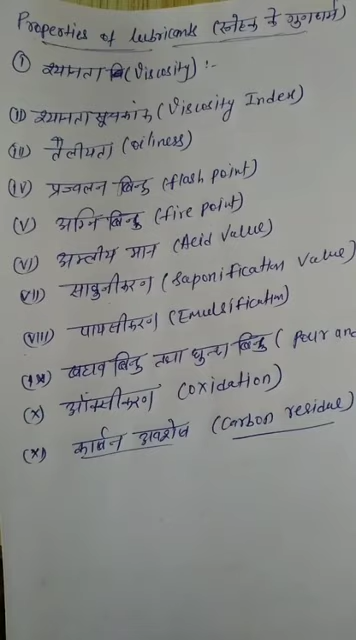 Properties of lubricants (स्नेहक के गुणधर्म)
(I) श्यानता (Viscosity) :-
(II) श्यानता सूचकांक (Viscosity Index)
(III) तैलीयता (oiliness)
(IV) प्रज्वलन बिन्दु (flash point)
(V) अग्नि बिन्दु (fire point)
(VI) अम्लीय मान (Acid Value)
(VII) साबुनीकरण (Saponification Value)
(VIII) पायसीकरण (Emulsification)
(IX) बहाव बिन्दु तथा धुन्ध बिन्दु (Pour and
(X) ऑक्सीकरण (oxidation)
(X) कार्बन अवशेष (Carbon residue)